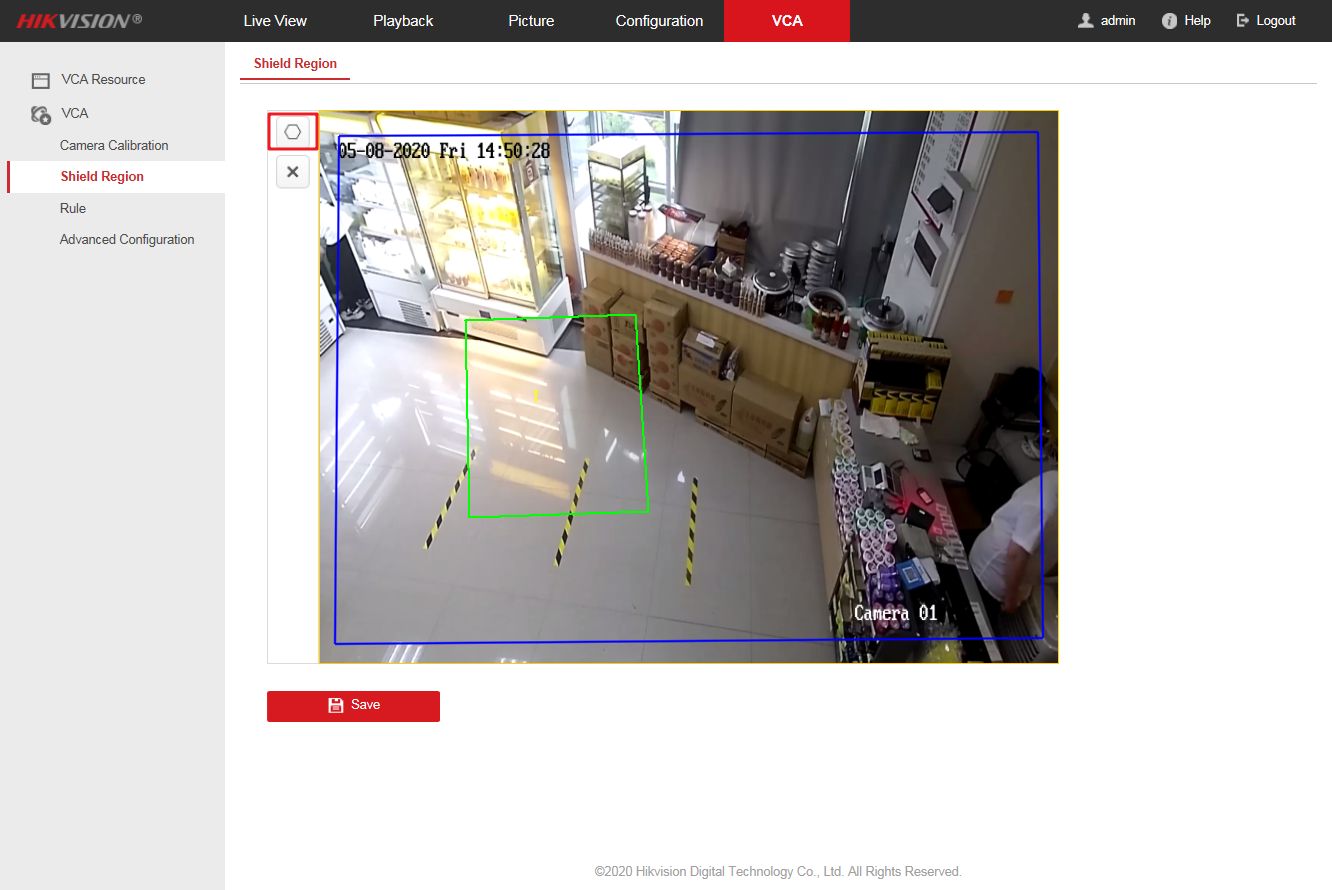 HIKVISION®
Live View
Playback
Picture
Configuration
VCA
admin
Help
Logout
VCA Resource
VCA
Camera Calibration
Shield Region
Rule
Advanced Configuration
Shield Region
05-08-2020 Fri 14:50:28
Camera 01
Save
©2020 Hikvision Digital Technology Co., Ltd. All Rights Reserved.